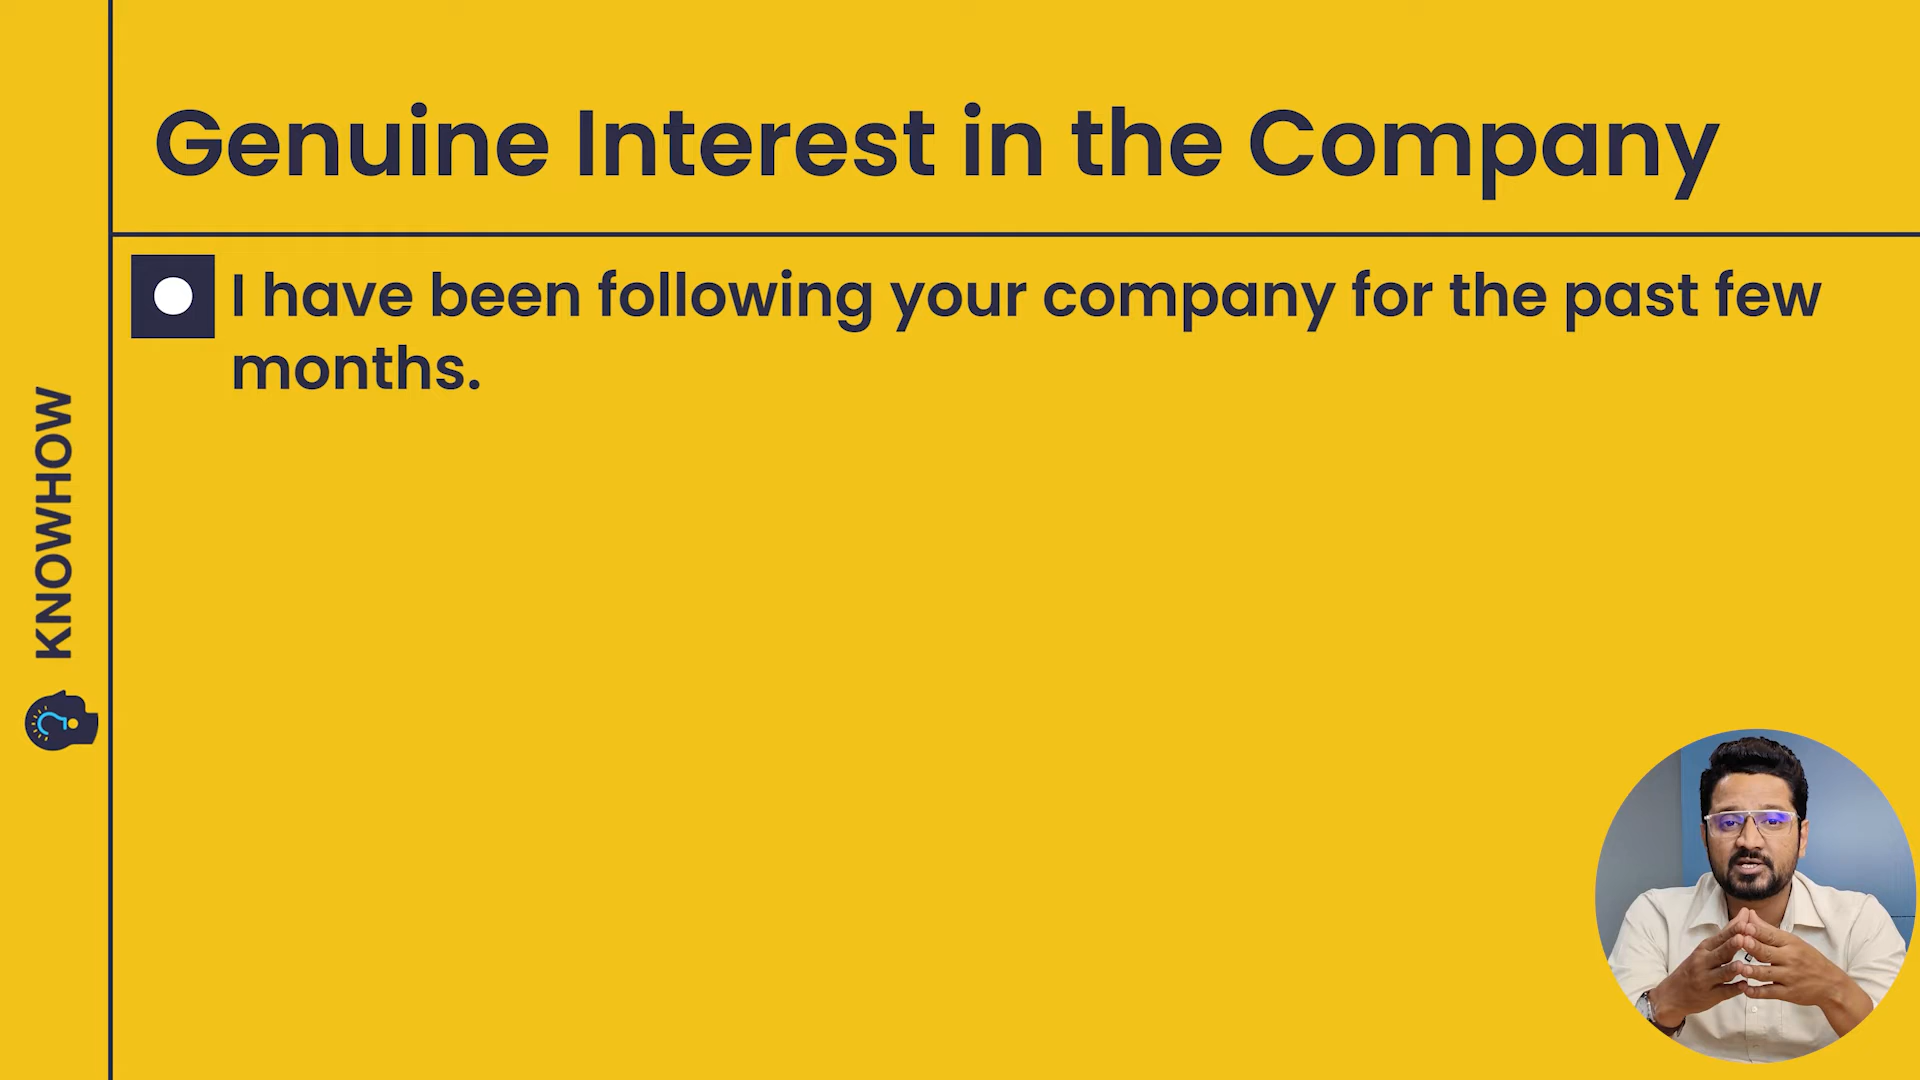 Genuine Interest in the Company
I have been following your company for the past few
months.
KNOWHOW